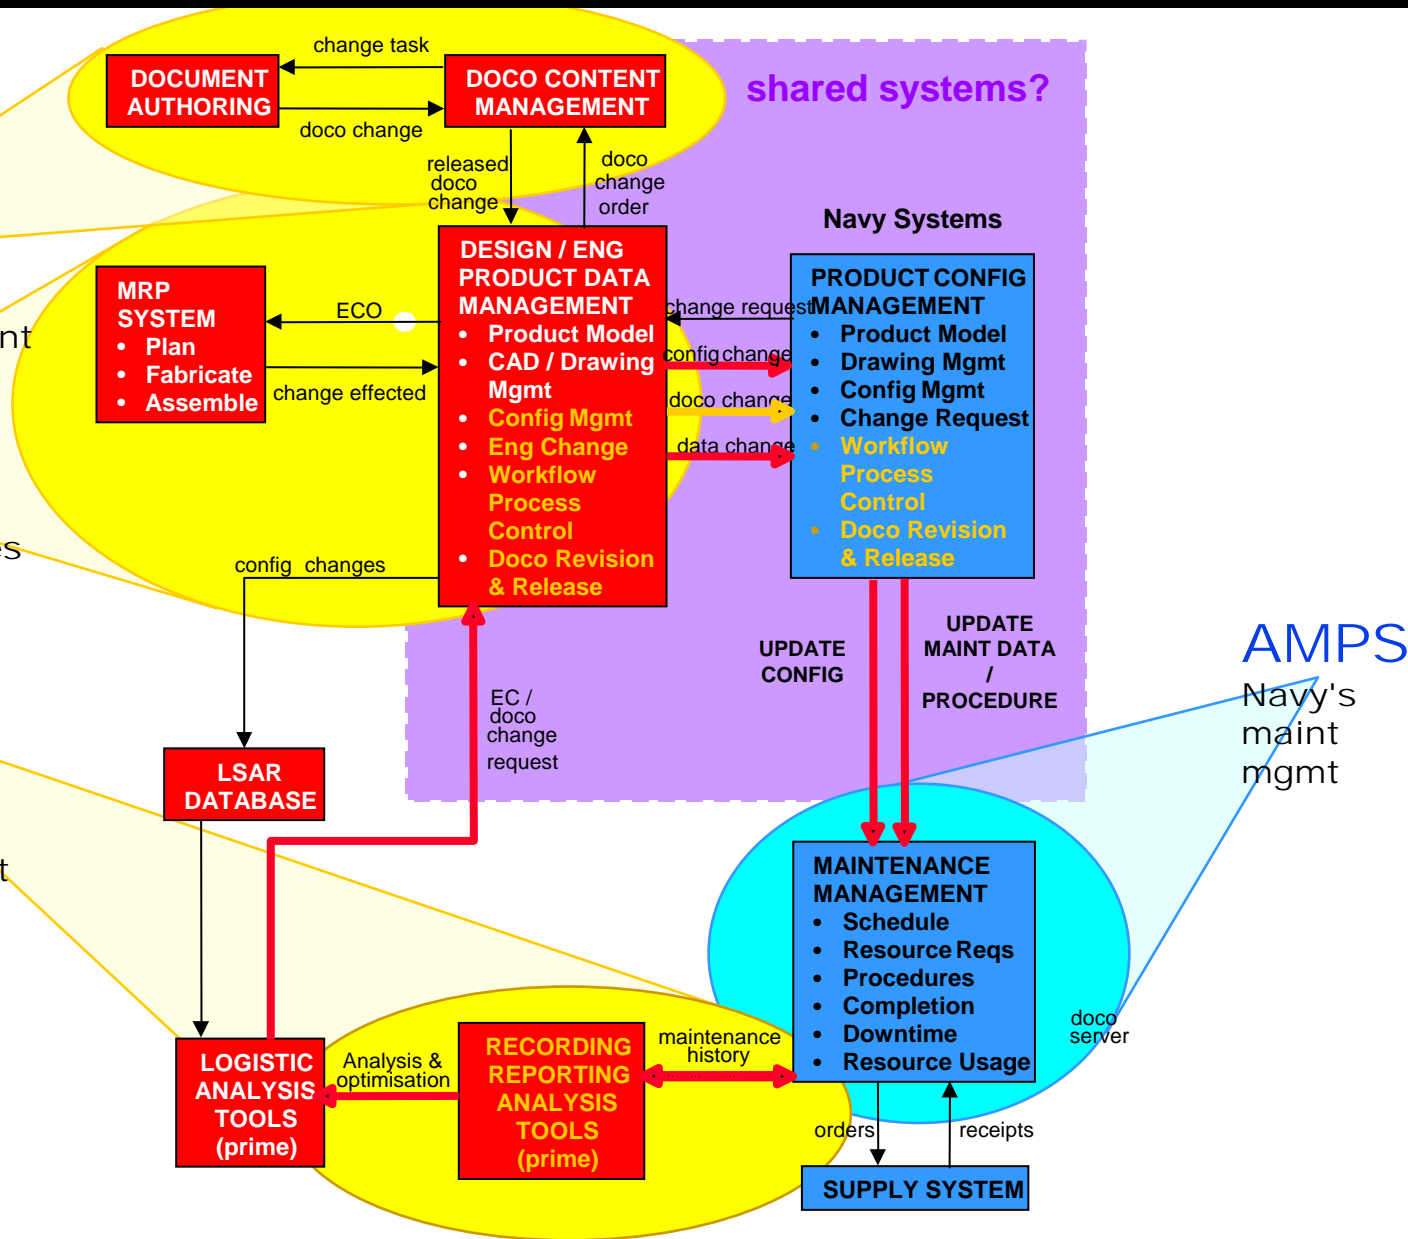 change task
DOCUMENT
AUTHORING
DOCO CONTENT
MANAGEMENT
doco change
shared systems?
released
doco
change
doco
change
order
Navy Systems
MRP
SYSTEM
• Plan
• Fabricate
• Assemble
ECO
change effected
DESIGN / ENG
PRODUCT DATA
MANAGEMENT
• Product Model
• CAD / Drawing
Mgmt
• Config Mgmt
• Eng Change
• Workflow
Process
Control
• Doco Revision
& Release
change request
config change
doco change
data change
PRODUCT CONFIG
MANAGEMENT
• Product Model
• Drawing Mgmt
• Config Mgmt
• Change Request
• Workflow
Process
Control
• Doco Revision
& Release
nt
es
config changes
UPDATE
CONFIG
UPDATE
MAINT DATA
/
PROCEDURE
AMPS
Navy's
maint
mgmt
EC /
doco
change
request
LSAR
DATABASE
t
MAINTENANCE
MANAGEMENT
• Schedule
• Resource Reqs
• Procedures
• Completion
• Downtime
• Resource Usage
doco
server
LOGISTIC
ANALYSIS
TOOLS
(prime)
Analysis &
optimisation
RECORDING
REPORTING
ANALYSIS
TOOLS
(prime)
maintenance
history
orders
receipts
SUPPLY SYSTEM